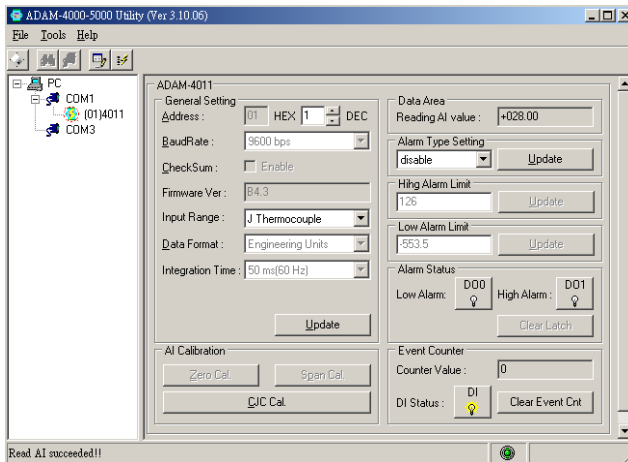 ADAM-4000-5000 Utility (Ver 3.10.06)
File Tools Help
PC
COM1
(01)4011
COM3
ADAM-4011
General Setting
Address : 01 HEX 1 DEC
BaudRate : 9600 bps
CheckSum : Enable
Firmware Ver : B4.3
Input Range : J Thermocouple
Data Format : Engineering Units
Integration Time : 50 ms(60 Hz)
Update
AI Calibration
Zero Cal. Span Cal.
CJC Cal.
Data Area
Reading AI value : +028.00
Alarm Type Setting
disable Update
Hihg Alarm Limit
126 Update
Low Alarm Limit
-553.5 Update
Alarm Status
Low Alarm: DO0 High Alarm : DO1
Clear Latch
Event Counter
Counter Value : 0
DI Status : DI Clear Event Cnt
Read AI succeeded!!